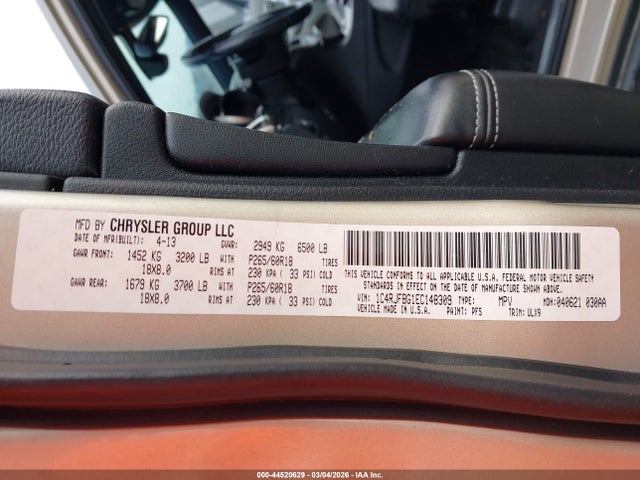 MFD BY CHRYSLER GROUP LLC
DATE OF MFR(BUILT): 4-13 GVWR: 2949 KG 6500 LB
GAWR FRONT: 1452 KG 3200 LB WITH P265/60R18 TIRES
18X8.0 RIMS AT 230 KPA ( 33 PSI) COLD
GAWR REAR: 1679 KG 3700 LB WITH P265/60R18 TIRES
18X8.0 RIMS AT 230 KPA ( 33 PSI) COLD
THIS VEHICLE CONFORMS TO ALL APPLICABLE U.S.A. FEDERAL MOTOR VEHICLE SAFETY
STANDARDS IN EFFECT ON THE DATE OF MANUFACTURE SHOWN ABOVE.
VIN: 1C4RJFBG1EC148309 TYPE: MPV MDH: 040621 030AA
VEHICLE MADE IN U.S.A. PAINT: PFS TRIM: ULX9
000-44520629 - 03/04/2026 - IAA Inc.